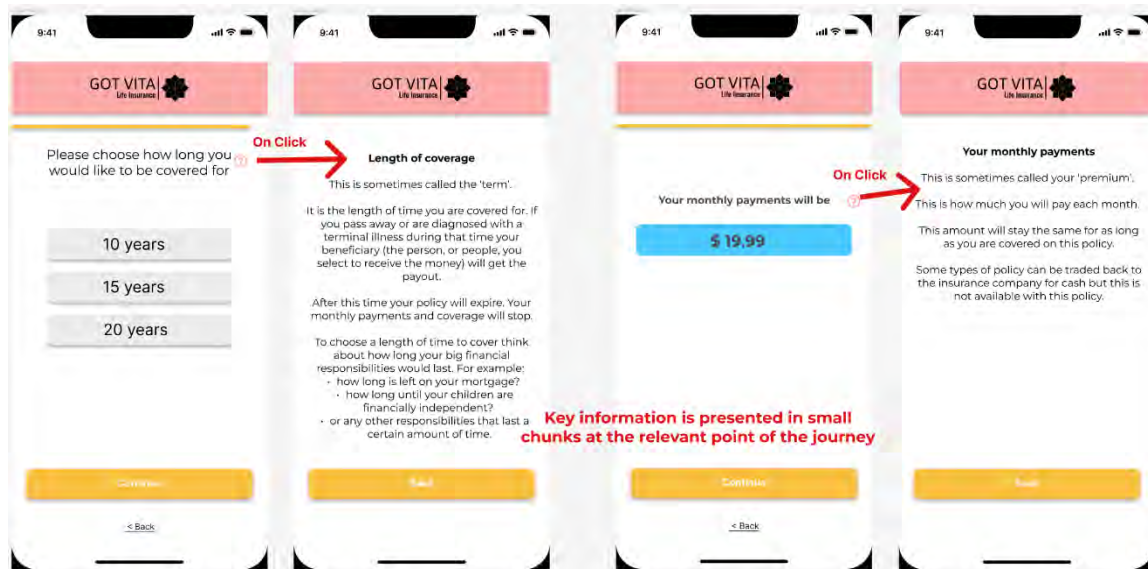 9:41
GOT VITA
Life Insurance
Please choose how long you
would like to be covered for
?
10 years
15 years
20 years
Continue
< Back
On Click
9:41
GOT VITA
Life Insurance
Length of coverage
This is sometimes called the 'term'.
It is the length of time you are covered for. If
you pass away or are diagnosed with a
terminal illness during that time your
beneficiary (the person, or people, you
select to receive the money) will get the
payout.
After this time your policy will expire. Your
monthly payments and coverage will stop.
To choose a length of time to cover think
about how long your big financial
responsibilities would last. For example:
• how long is left on your mortgage?
• how long until your children are
financially independent?
• or any other responsibilities that last a
certain amount of time.
Back
9:41
GOT VITA
Life Insurance
Your monthly payments will be
?
$ 19,99
Key information is presented in small
chunks at the relevant point of the journey
Continue
< Back
On Click
9:41
GOT VITA
Life Insurance
Your monthly payments
This is sometimes called your 'premium'.
This is how much you will pay each month.
This amount will stay the same for as long
as you are covered on this policy.
Some types of policy can be traded back to
the insurance company for cash but this is
not available with this policy.
Back